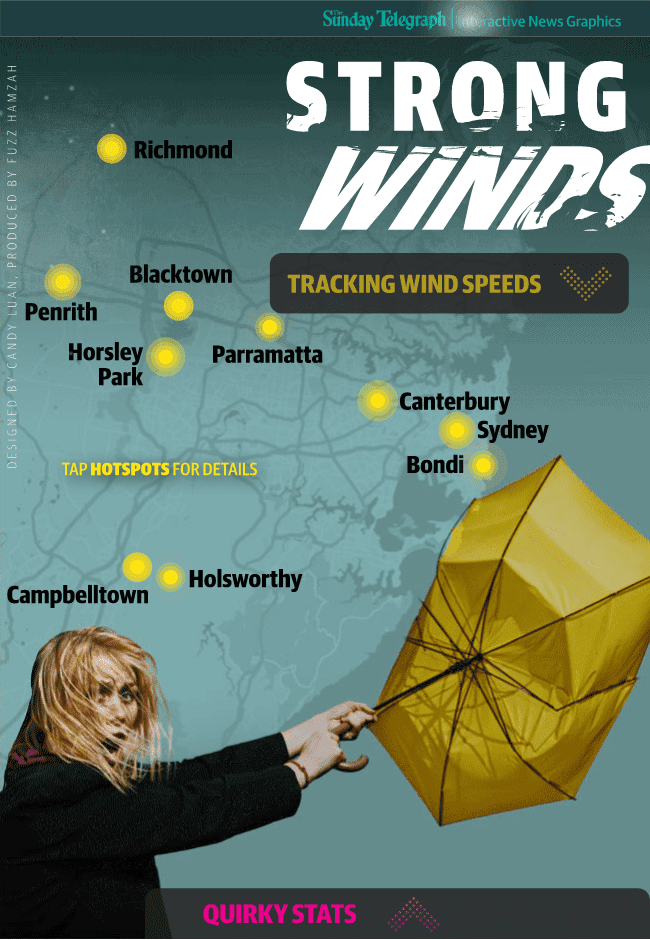 The Sunday Telegraph | Interactive News Graphics
STRONG
WINDS
DESIGNED BY CANDY LUAN, PRODUCED BY FUZZ HAMZAH
Richmond
TRACKING WIND SPEEDS
Blacktown
Penrith
Horsley
Park
Parramatta
Canterbury
Sydney
Bondi
TAP HOTSPOTS FOR DETAILS
Holsworthy
Campbelltown
QUIRKY STATS